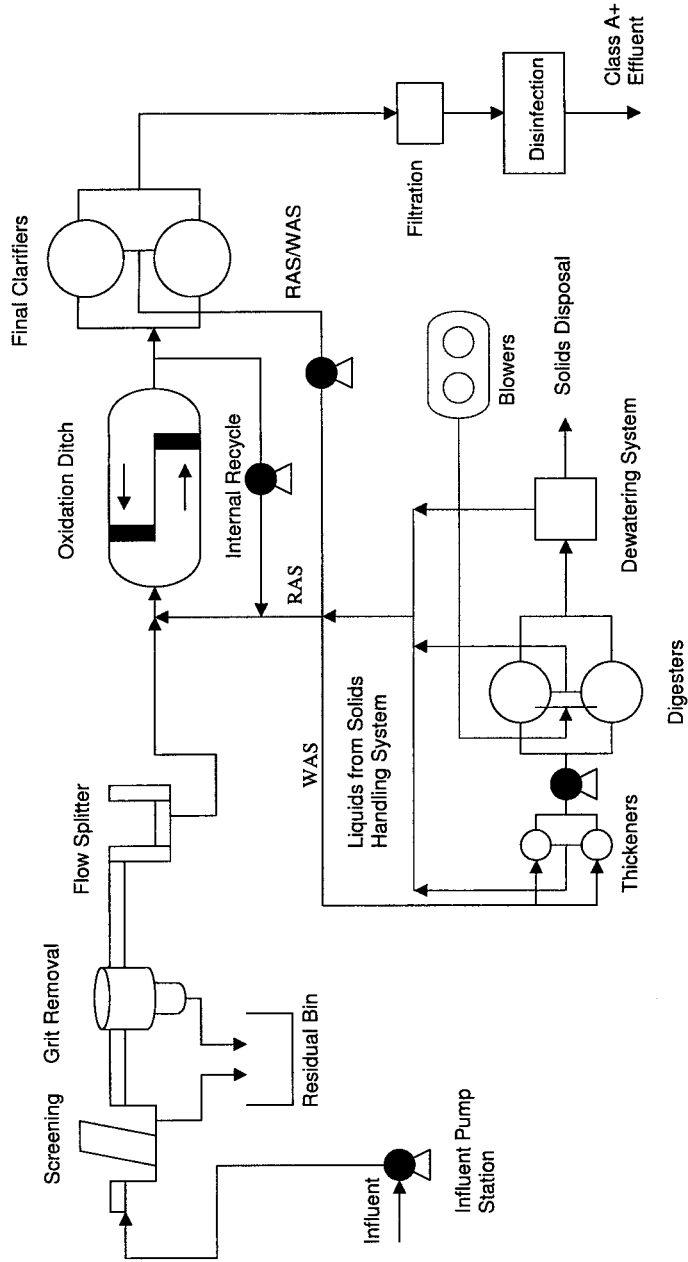 Influent
Influent Pump
Station
Screening
Grit Removal
Residual Bin
Flow Splitter
Oxidation Ditch
Internal Recycle
Final Clarifiers
RAS/WAS
RAS
WAS
Liquids from Solids
Handling System
Thickeners
Digesters
Blowers
Dewatering System
Solids Disposal
Filtration
Disinfection
Class A+
Effluent